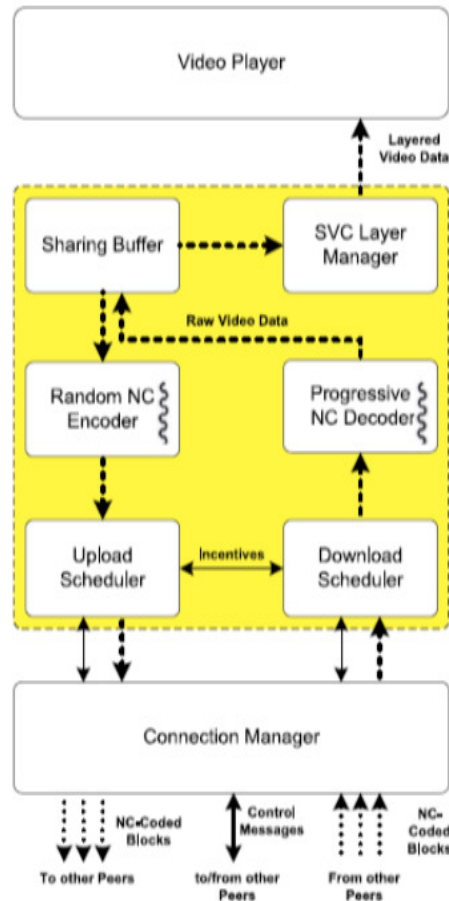 Video Player
Layered
Video Data
Sharing Buffer
SVC Layer
Manager
Raw Video Data
Random NC
Encoder
Progressive
NC Decoder
Upload
Scheduler
Incentives
Download
Scheduler
Connection Manager
NC-Coded
Blocks
Control
Messages
NC-
Coded
Blocks
To other Peers
to/from other
Peers
From other
Peers